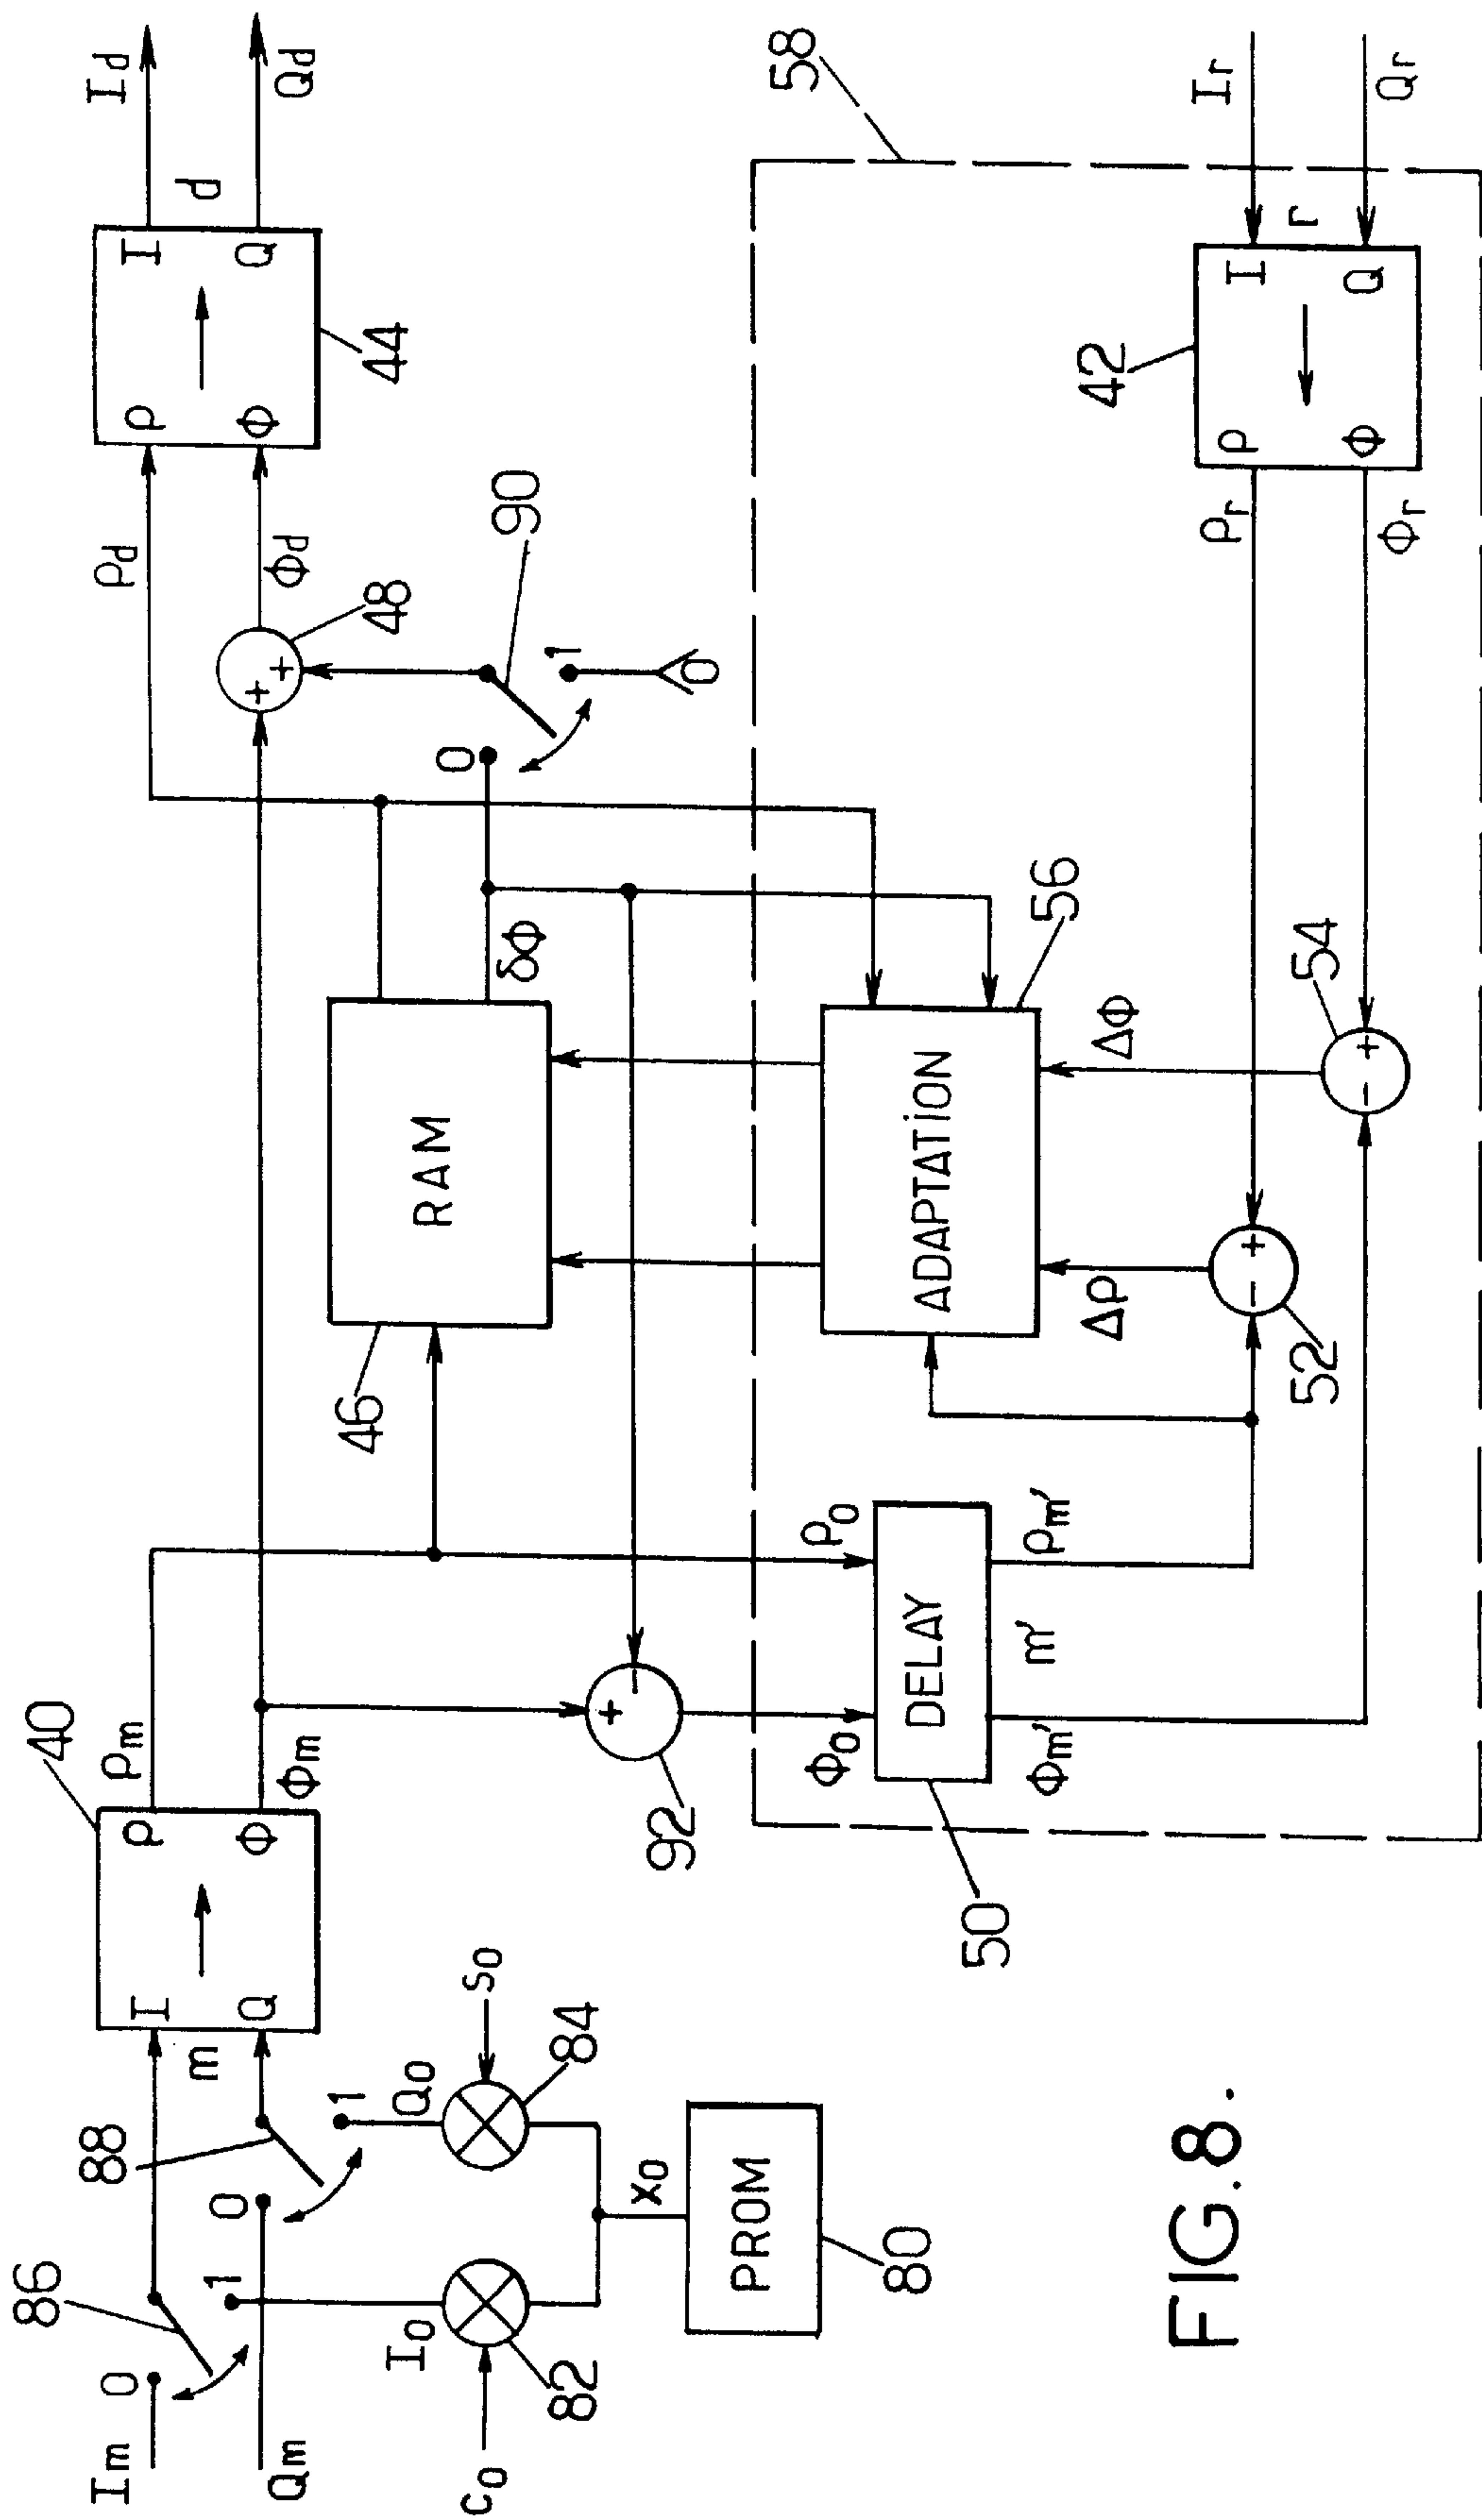 Im 0
86
1
Qm
0
88
1
m
I Q
ρ Φ
40
ρm
Φm
I0
Q0
c0
s0
82
84
x0
PROM
80
92
46
RAM
δΦ
0
90
1
0
48
ρd
Φd
ρ Φ
I Q
44
d
Id
Qd
58
ρ0
Φ0
DELAY
50
ρm'
m'
Φm'
ADAPTATION
56
Δρ
ΔΦ
52
54
+ -
+ -
+ -
+ +
ρr
Φr
ρ Φ
I Q
42
r
Ir
Qr
FIG.8.